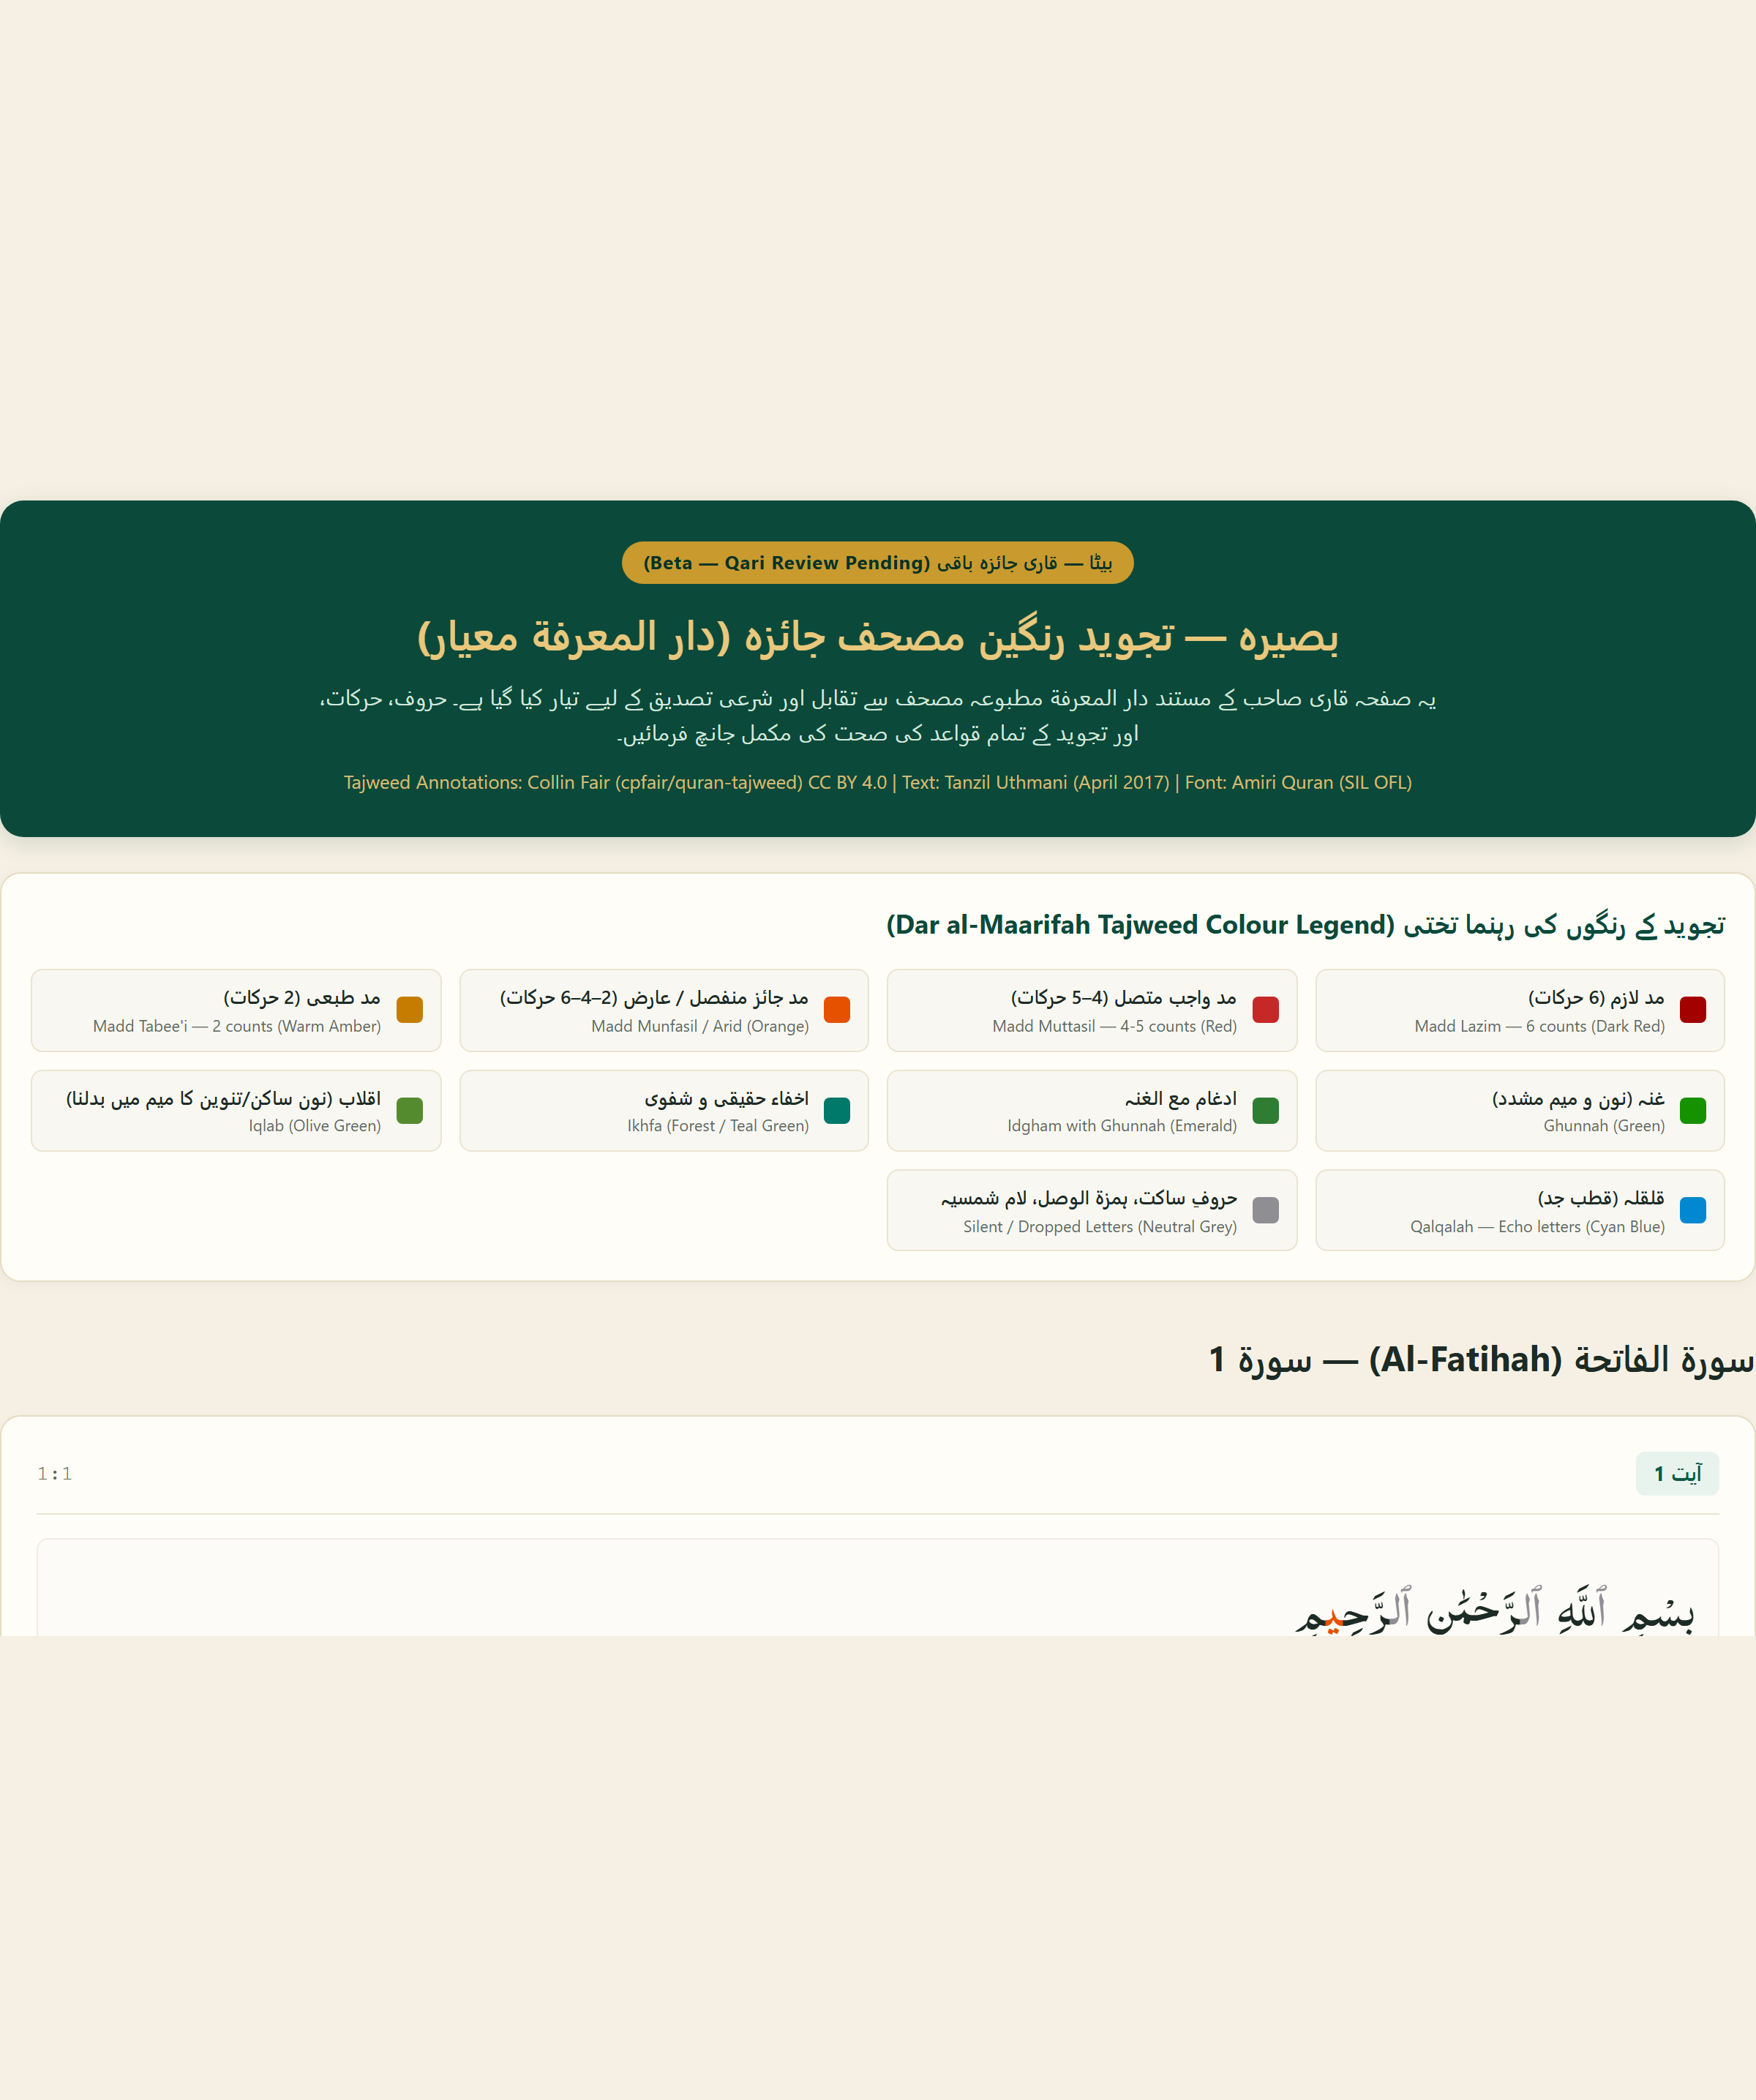 بیٹا — قاری جائزہ باقی (Beta — Qari Review Pending)
بصیرہ — تجوید رنگین مصحف جائزہ (دار المعرفة معیار)
یہ صفحہ قاری صاحب کے مستند دار المعرفة مطبوعہ مصحف سے تقابل اور شرعی تصدیق کے لیے تیار کیا گیا ہے۔ حروف، حرکات،
اور تجوید کے تمام قواعد کی صحت کی مکمل جانچ فرمائیں۔
Tajweed Annotations: Collin Fair (cpfair/quran-tajweed) CC BY 4.0 | Text: Tanzil Uthmani (April 2017) | Font: Amiri Quran (SIL OFL)
تجوید کے رنگوں کی رہنما تختی (Dar al-Maarifah Tajweed Colour Legend)
مد لازم (6 حرکات)
Madd Lazim — 6 counts (Dark Red)
مد واجب متصل (4–5 حرکات)
Madd Muttasil — 4-5 counts (Red)
مد جائز منفصل / عارض (2–4–6 حرکات)
Madd Munfasil / Arid (Orange)
مد طبعی (2 حرکات)
Madd Tabee'i — 2 counts (Warm Amber)
غنہ (نون و میم مشدد)
Ghunnah (Green)
ادغام مع الغنہ
Idgham with Ghunnah (Emerald)
اخفاء حقیقی و شفوی
Ikhfa (Forest / Teal Green)
اقلاب (نون ساکن/تنوین کا میم میں بدلنا)
Iqlab (Olive Green)
قلقلہ (قطب جد)
Qalqalah — Echo letters (Cyan Blue)
حروفِ ساکت، ہمزۃ الوصل، لام شمسیہ
Silent / Dropped Letters (Neutral Grey)
سورة الفاتحة (Al-Fatihah) — سورۃ 1
آیت 1
1:1
بِسْمِ ٱللَّهِ ٱلرَّحْمَٰنِ ٱلرَّحِيمِ